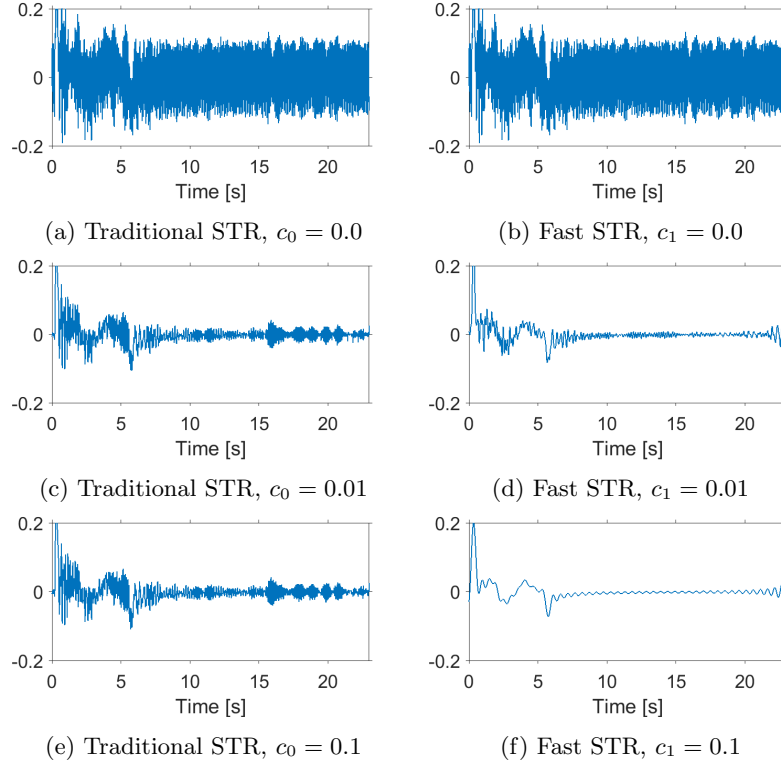 0.2 0.2
0 0
-0.2 -0.2
0 5 10 15 20 0 5 10 15 20
Time [s] Time [s]
(a) Traditional STR, c₀ = 0.0 (b) Fast STR, c₁ = 0.0
0.2 0.2
0 0
-0.2 -0.2
0 5 10 15 20 0 5 10 15 20
Time [s] Time [s]
(c) Traditional STR, c₀ = 0.01 (d) Fast STR, c₁ = 0.01
0.2 0.2
0 0
-0.2 -0.2
0 5 10 15 20 0 5 10 15 20
Time [s] Time [s]
(e) Traditional STR, c₀ = 0.1 (f) Fast STR, c₁ = 0.1